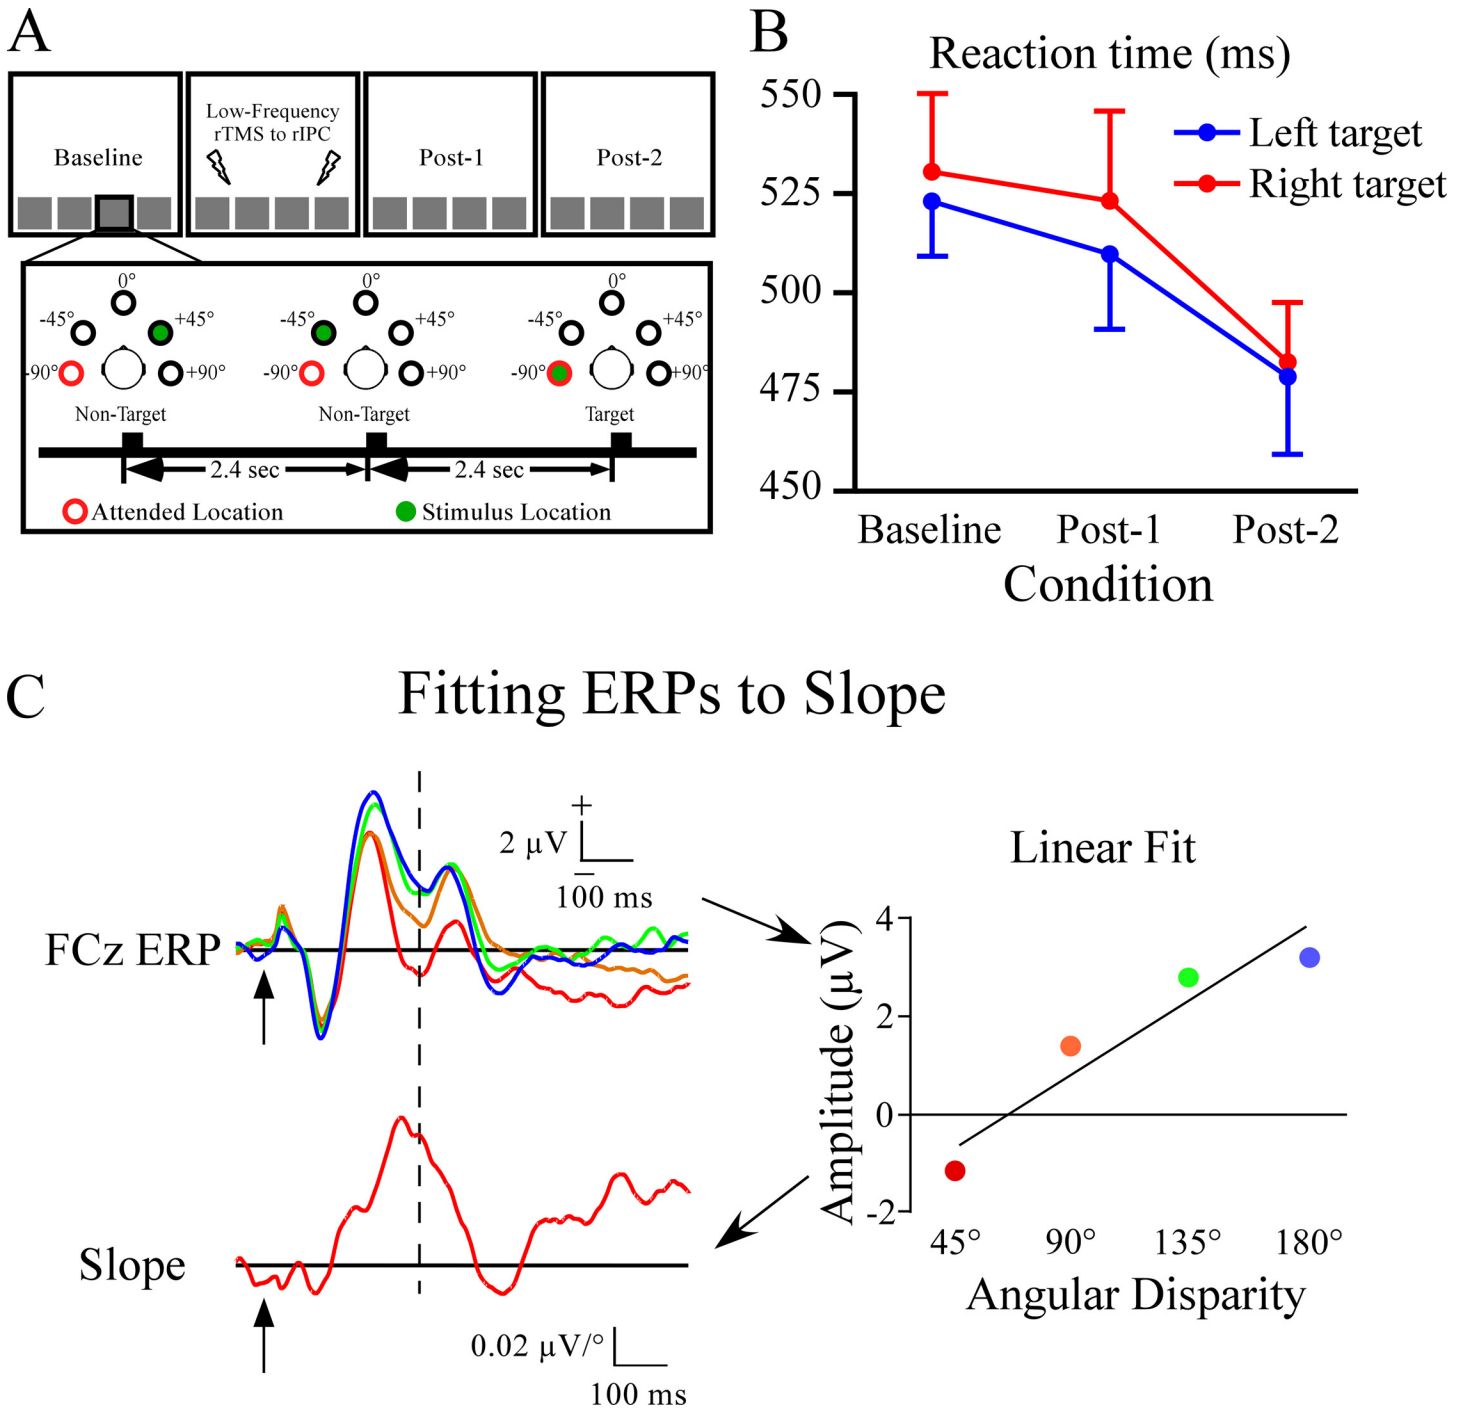 A
Baseline
Low-Frequency
rTMS to rIPC
Post-1
Post-2
0°
-45°
+45°
-90°
+90°
Non-Target
0°
-45°
+45°
-90°
+90°
Non-Target
0°
-45°
+45°
-90°
+90°
Target
2.4 sec
2.4 sec
Attended Location
Stimulus Location
B
Reaction time (ms)
550
525
500
475
450
Left target
Right target
Baseline
Post-1
Post-2
Condition
C
Fitting ERPs to Slope
FCz ERP
+
2 µV
−
100 ms
Slope
0.02 µV/°
100 ms
Linear Fit
Amplitude (µV)
4
2
0
-2
45°
90°
135°
180°
Angular Disparity